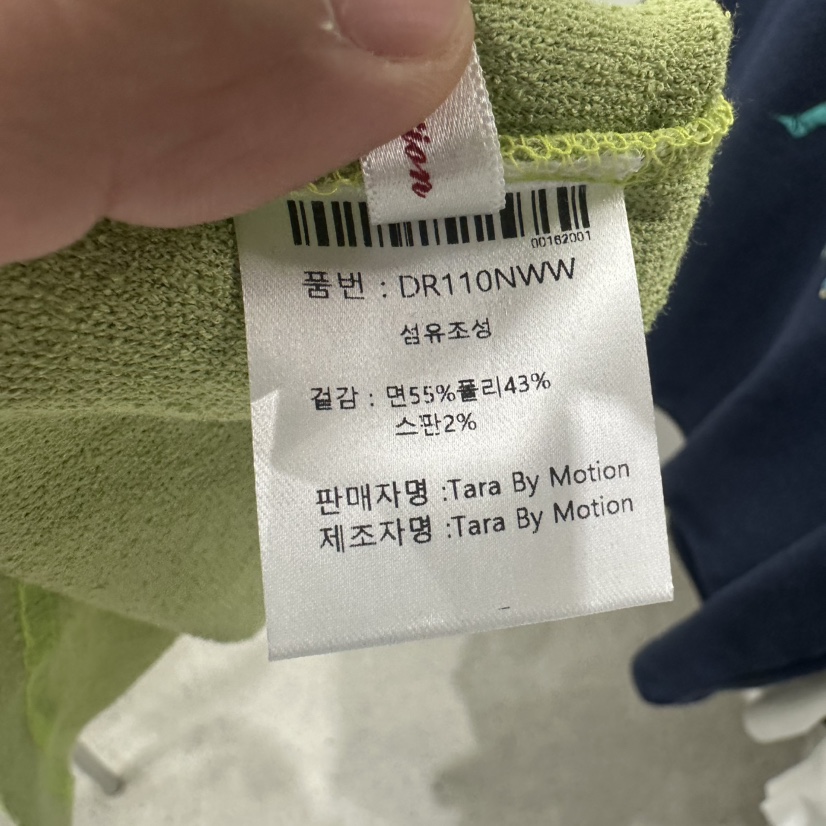 tion
00162001
품번 : DR110NWW
섬유조성
겉감 : 면55%폴리43%
스판2%
판매자명 :Tara By Motion
제조자명 :Tara By Motion